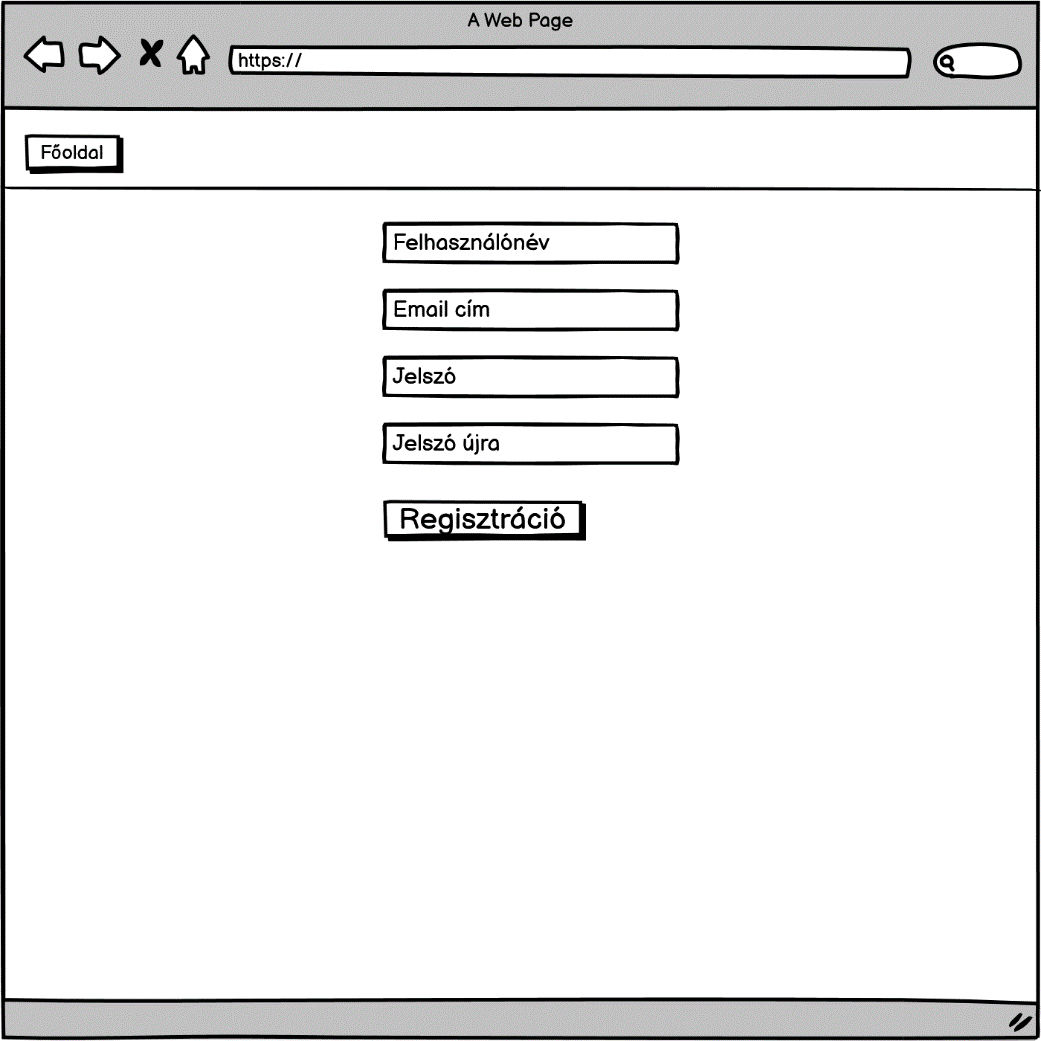 A Web Page
https://
Főoldal
Felhasználónév
Email cím
Jelszó
Jelszó újra
Regisztráció